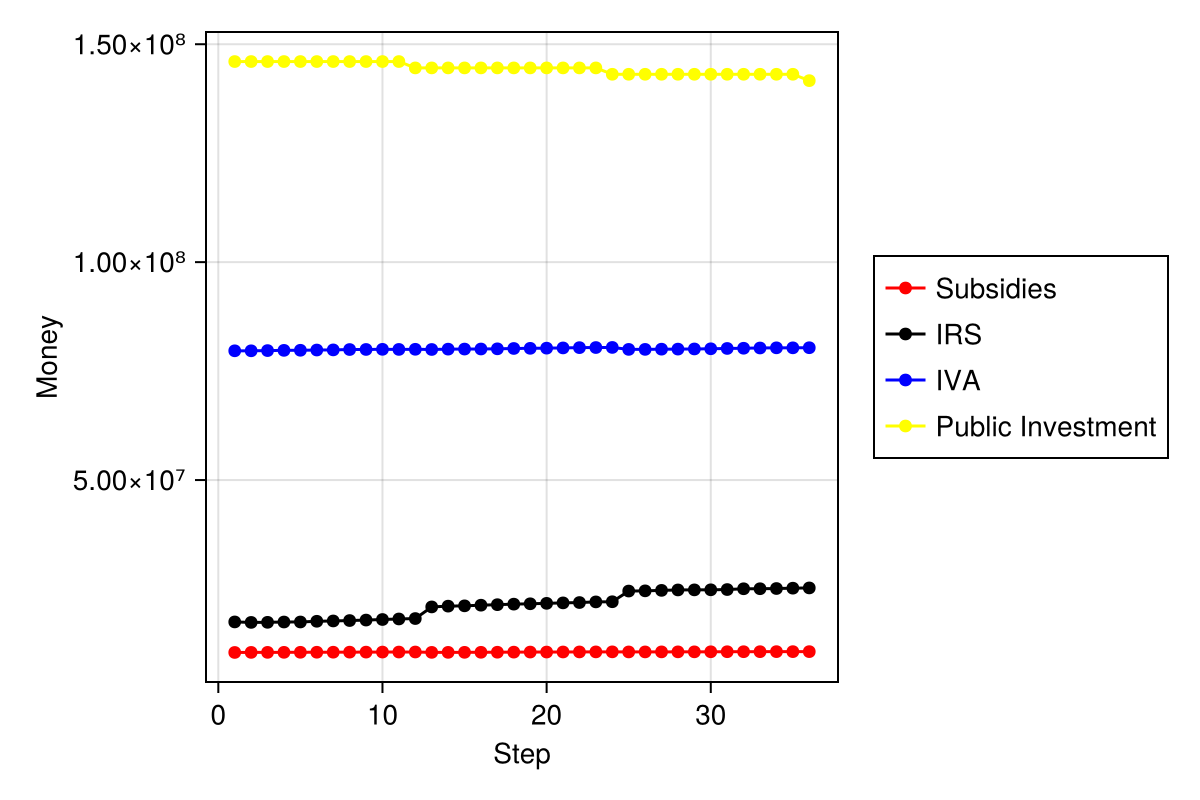 1.50×10⁸
1.00×10⁸
5.00×10⁷
Money
0 10 20 30
Step
Subsidies
IRS
IVA
Public Investment